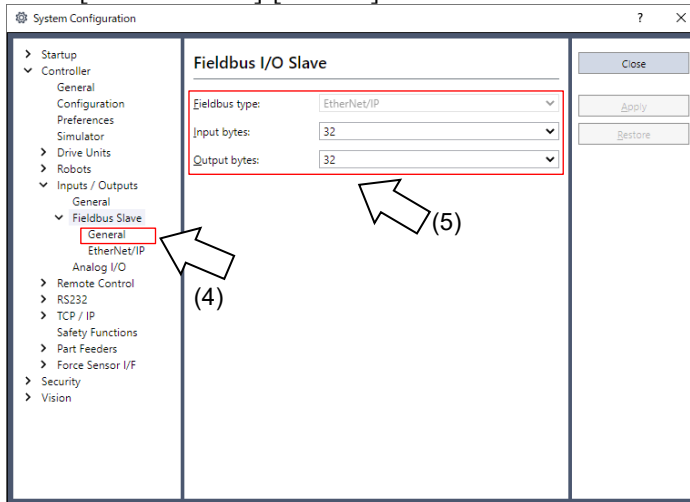 System Configuration
?
Startup
Controller
General
Configuration
Preferences
Simulator
Drive Units
Robots
Inputs / Outputs
General
Fieldbus Slave
General
EtherNet/IP
Analog I/O
Remote Control
RS232
TCP / IP
Safety Functions
Part Feeders
Force Sensor I/F
Security
Vision
(4)
Fieldbus I/O Slave
Fieldbus type: EtherNet/IP
Input bytes: 32
Output bytes: 32
(5)
Close
Apply
Restore